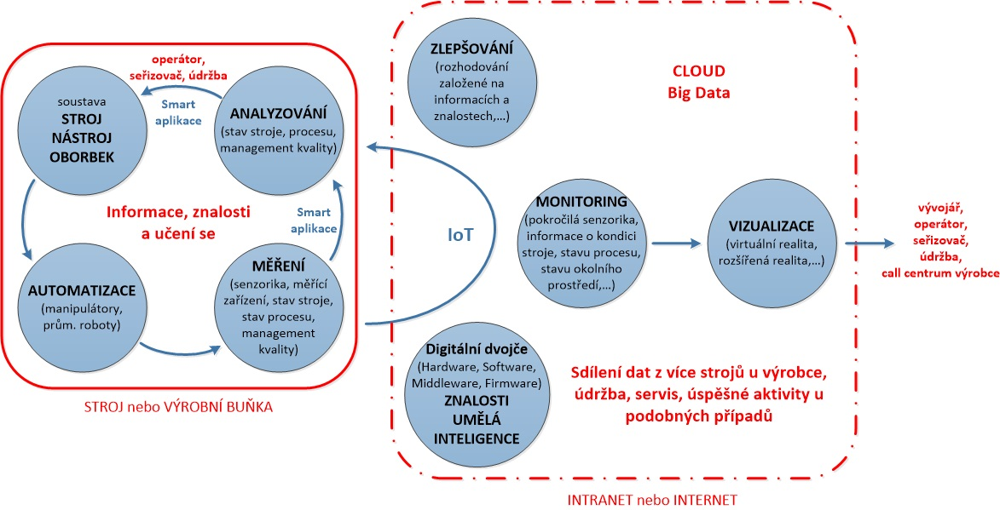 operátor,
seřizovač, údržba
Smart
aplikace
soustava
STROJ
NÁSTROJ
OBORBEK
ANALYZOVÁNÍ
(stav stroje, procesu,
management kvality)
Informace, znalosti
a učení se
Smart
aplikace
AUTOMATIZACE
(manipulátory,
prům. roboty)
MĚŘENÍ
(senzorika, měřící
zařízení, stav stroje,
stav procesu,
management
kvality)
STROJ nebo VÝROBNÍ BUŇKA
IoT
ZLEPŠOVÁNÍ
(rozhodování
založené na
informacích a
znalostech,...)
CLOUD
Big Data
MONITORING
(pokročilá senzorika,
informace o kondici
stroje, stavu procesu,
stavu okolního
prostředí,...)
VIZUALIZACE
(virtuální realita,
rozšířená realita,...)
vývojář,
operátor,
seřizovač,
údržba,
call centrum výrobce
Digitální dvojče
(Hardware, Software,
Middleware, Firmware)
ZNALOSTI
UMĚLÁ
INTELIGENCE
Sdílení dat z více strojů u výrobce,
údržba, servis, úspěšné aktivity u
podobných případů
INTRANET nebo INTERNET